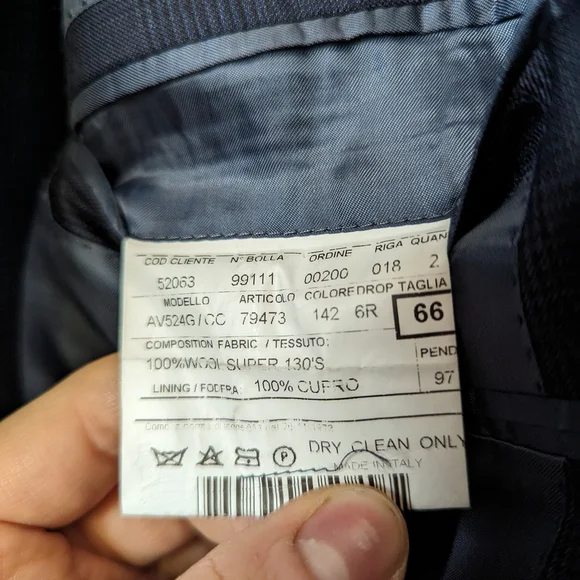 COD CLIENTE N° BOLLA ORDINE RIGA QUAN
52063 99111 00200 018 2
MODELLO ARTICOLO COLORE DROP TAGLIA
AV524G/CC 79473 142 6R 66
COMPOSITION FABRIC / TESSUTO: PEND
100%WOOL SUPER 130'S 97
LINING / FODERA 100% CUPRO
DRY CLEAN ONLY
MADE IN ITALY